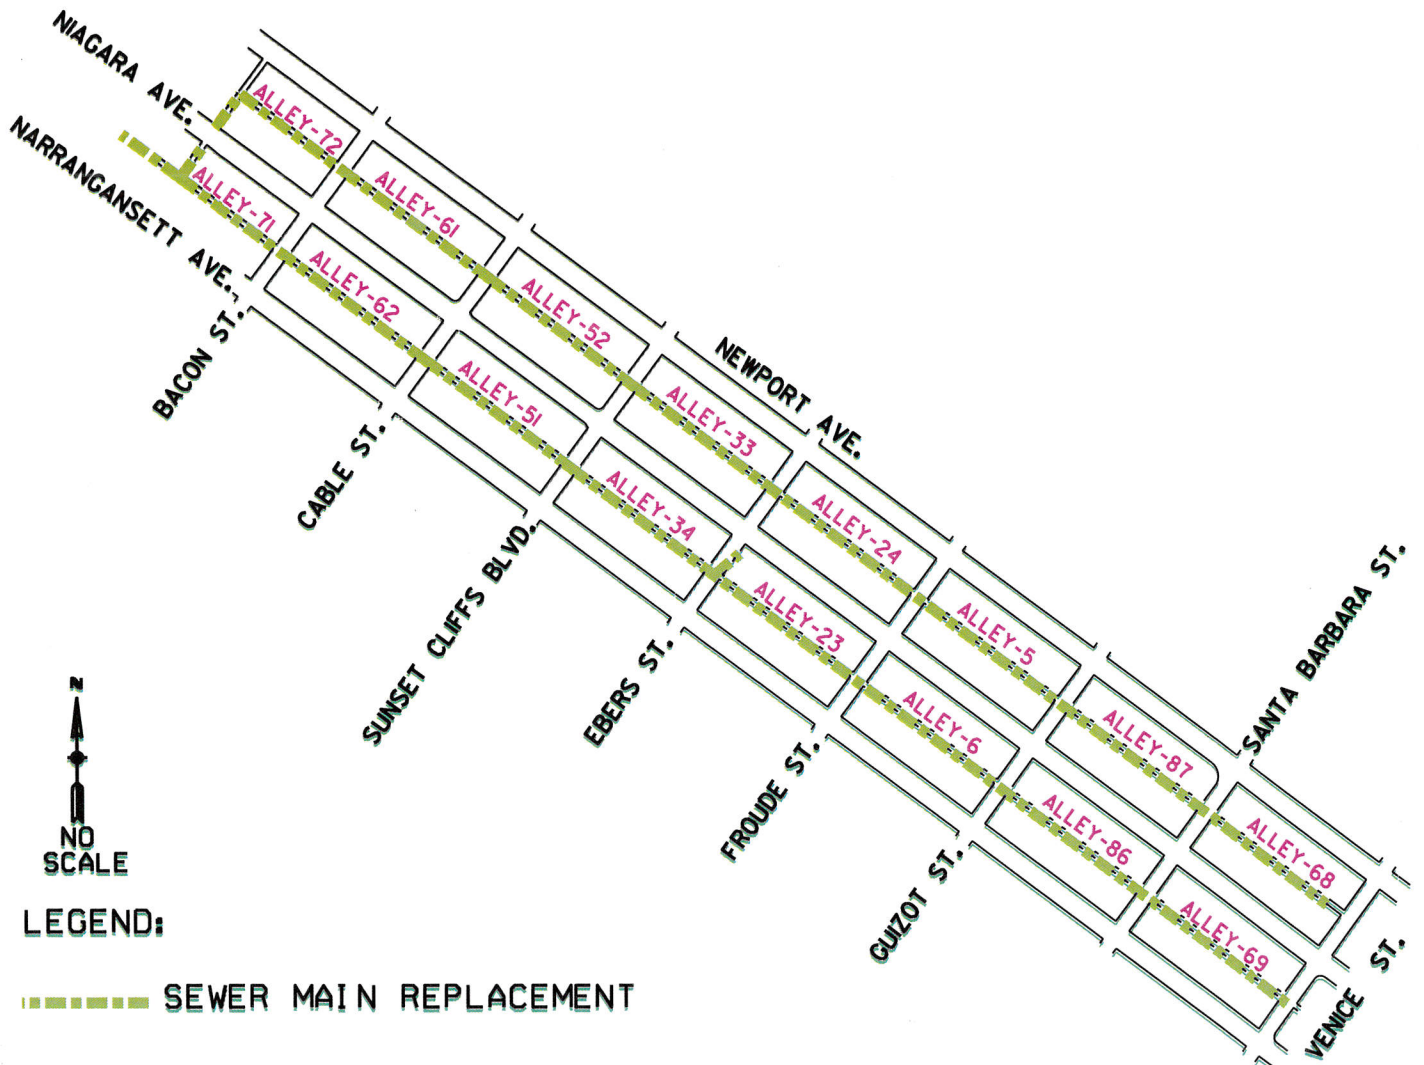 NIAGARA AVE.
NARRANGANSETT AVE.
ALLEY-72
ALLEY-71
ALLEY-61
ALLEY-62
ALLEY-52
ALLEY-51
NEWPORT AVE.
ALLEY-33
ALLEY-34
ALLEY-24
ALLEY-23
ALLEY-5
ALLEY-6
ALLEY-87
ALLEY-86
ALLEY-68
ALLEY-69
BACON ST.
CABLE ST.
SUNSET CLIFFS BLVD.
EBERS ST.
FROUDE ST.
GUIZOT ST.
SANTA BARBARA ST.
VENICE ST.
N
NO
SCALE
LEGEND:
SEWER MAIN REPLACEMENT